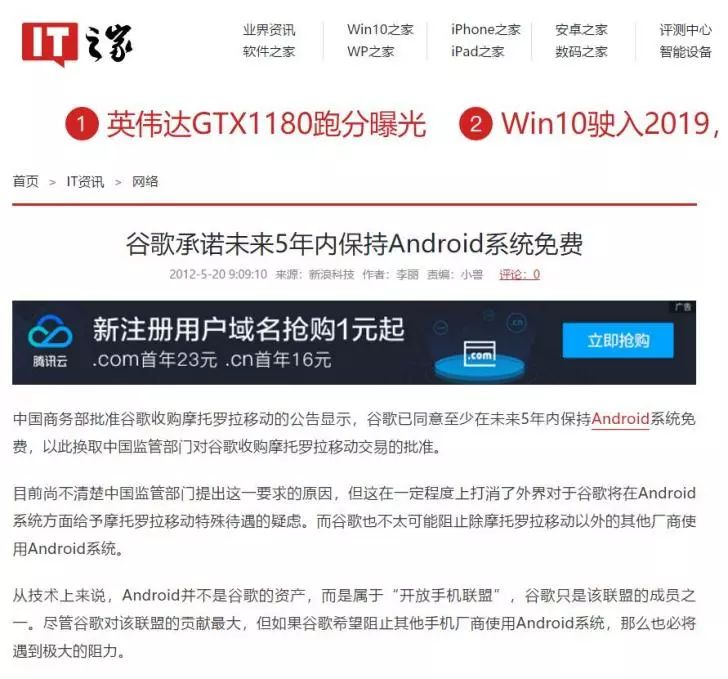 IT之家
业界资讯 Win10之家 iPhone之家 安卓之家 评测中心
软件之家 WP之家 iPad之家 数码之家 智能设备
1 英伟达GTX1180跑分曝光 2 Win10驶入2019，
首页 > IT资讯 > 网络
谷歌承诺未来5年内保持Android系统免费
2012-5-20 9:09:10 来源：新浪科技 作者：李丽 责编：小兽 评论：0
广告
新注册用户域名抢购1元起
.com首年23元 .cn首年16元
腾讯云
.com
.cn
立即抢购
中国商务部批准谷歌收购摩托罗拉移动的公告显示，谷歌已同意至少在未来5年内保持Android系统免
费，以此换取中国监管部门对谷歌收购摩托罗拉移动交易的批准。
目前尚不清楚中国监管部门提出这一要求的原因，但这在一定程度上打消了外界对于谷歌将在Android
系统方面给予摩托罗拉移动特殊待遇的疑虑。而谷歌也不太可能阻止除摩托罗拉移动以外的其他厂商使
用Android系统。
从技术上来说，Android并不是谷歌的资产，而是属于“开放手机联盟”，谷歌只是该联盟的成员之
一。尽管谷歌对该联盟的贡献最大，但如果谷歌希望阻止其他手机厂商使用Android系统，那么也必将
遇到极大的阻力。